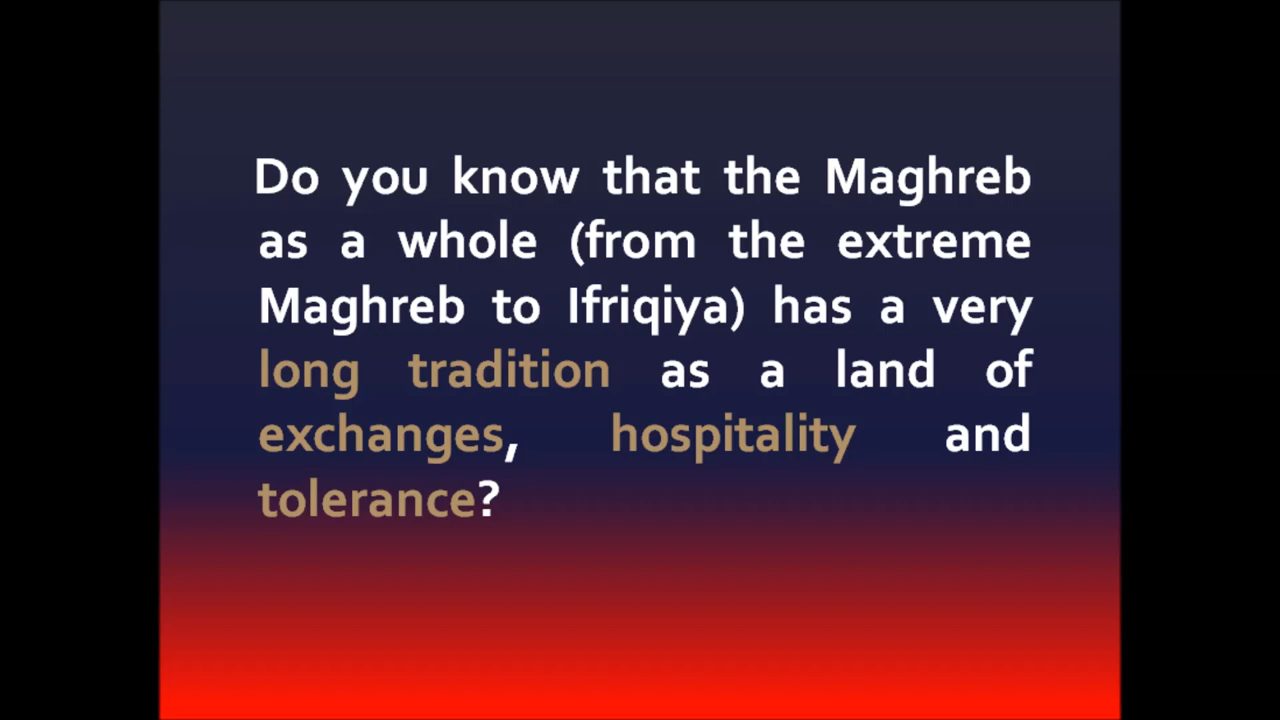 Do you know that the Maghreb
as a whole (from the extreme
Maghreb to Ifriqiya) has a very
long tradition as a land of
exchanges, hospitality and
tolerance?